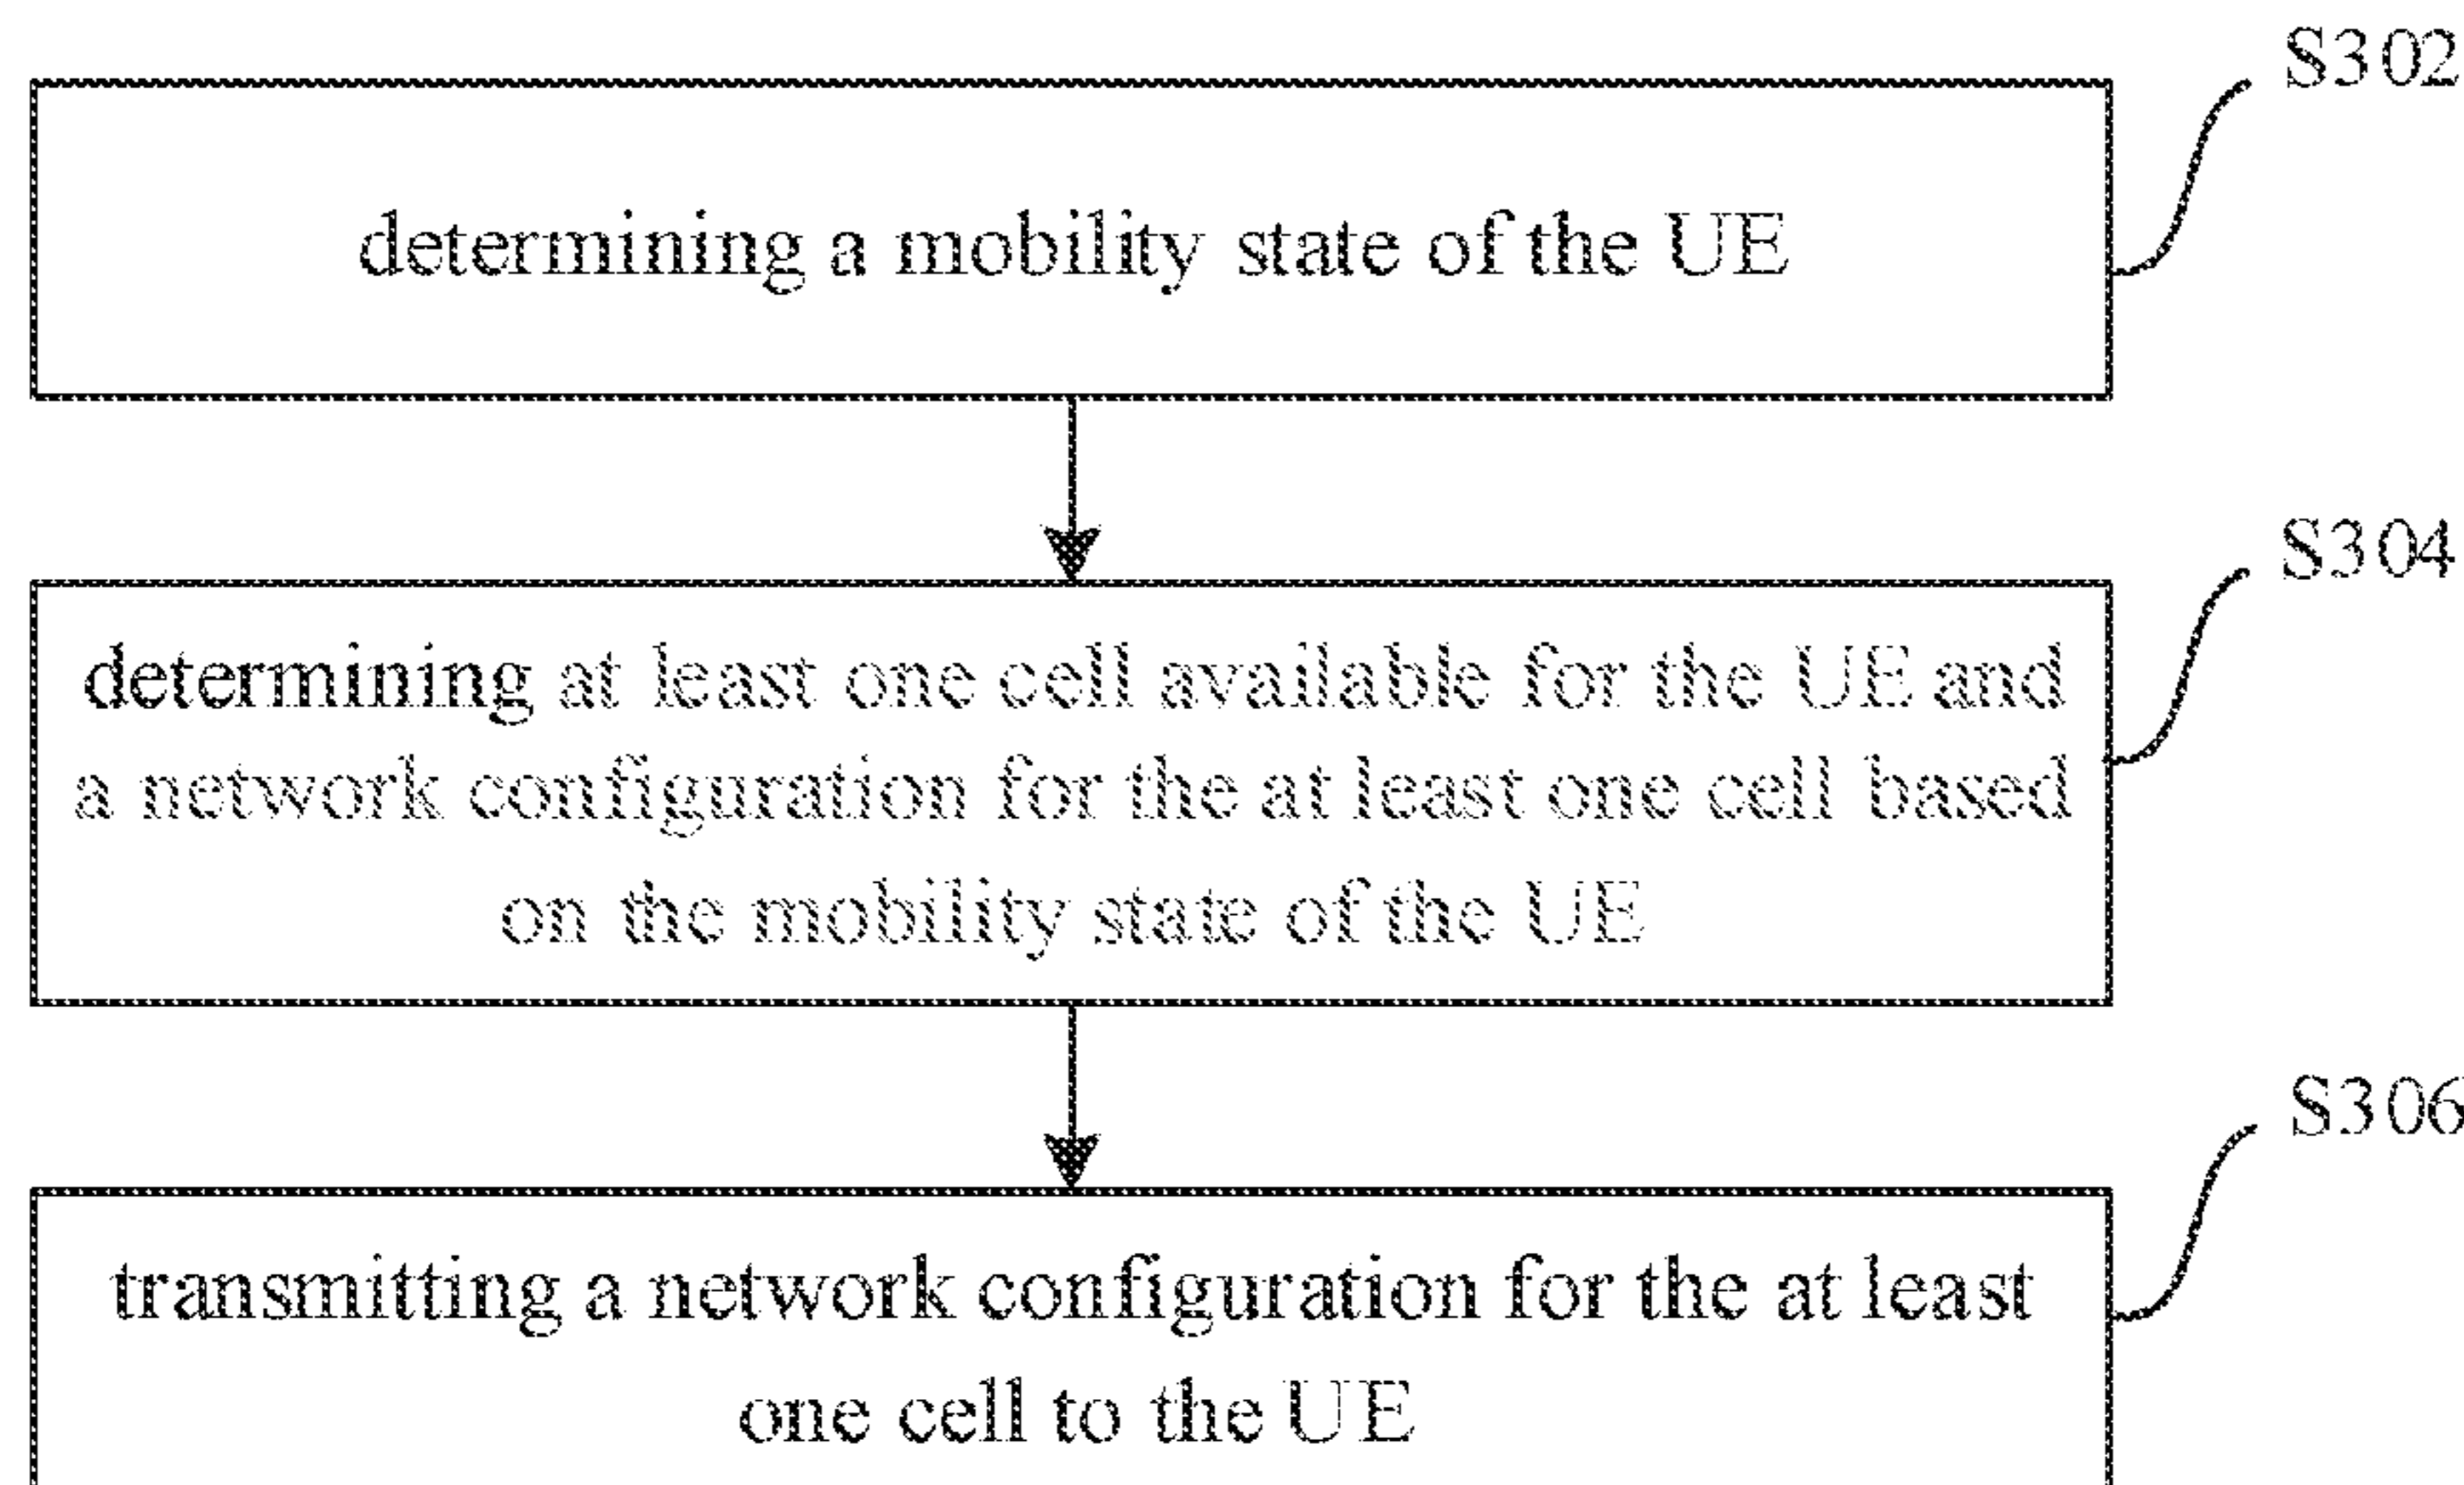 S302
determining a mobility state of the UE
S304
determining at least one cell available for the UE and
a network configuration for the at least one cell based
on the mobility state of the UE
S306
transmitting a network configuration for the at least
one cell to the UE